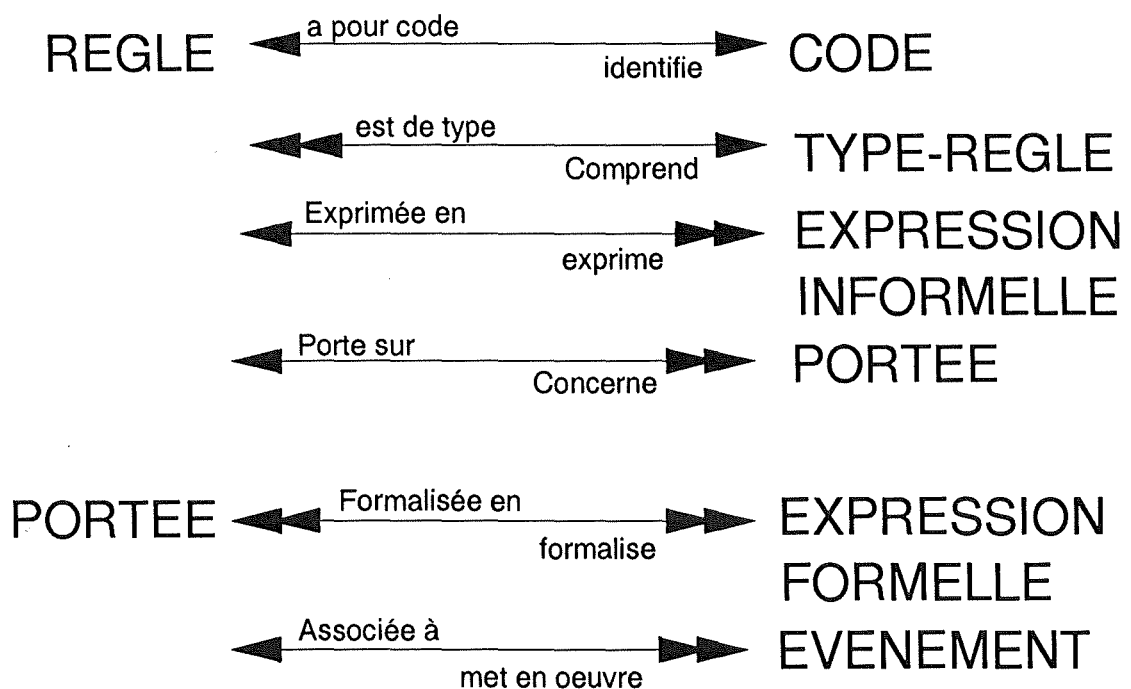 REGLE a pour code identifie CODE
est de type Comprend TYPE-REGLE
Exprimée en exprime EXPRESSION
INFORMELLE
Porte sur Concerne PORTEE
PORTEE Formalisée en formalise EXPRESSION
FORMELLE
Associée à met en oeuvre EVENEMENT